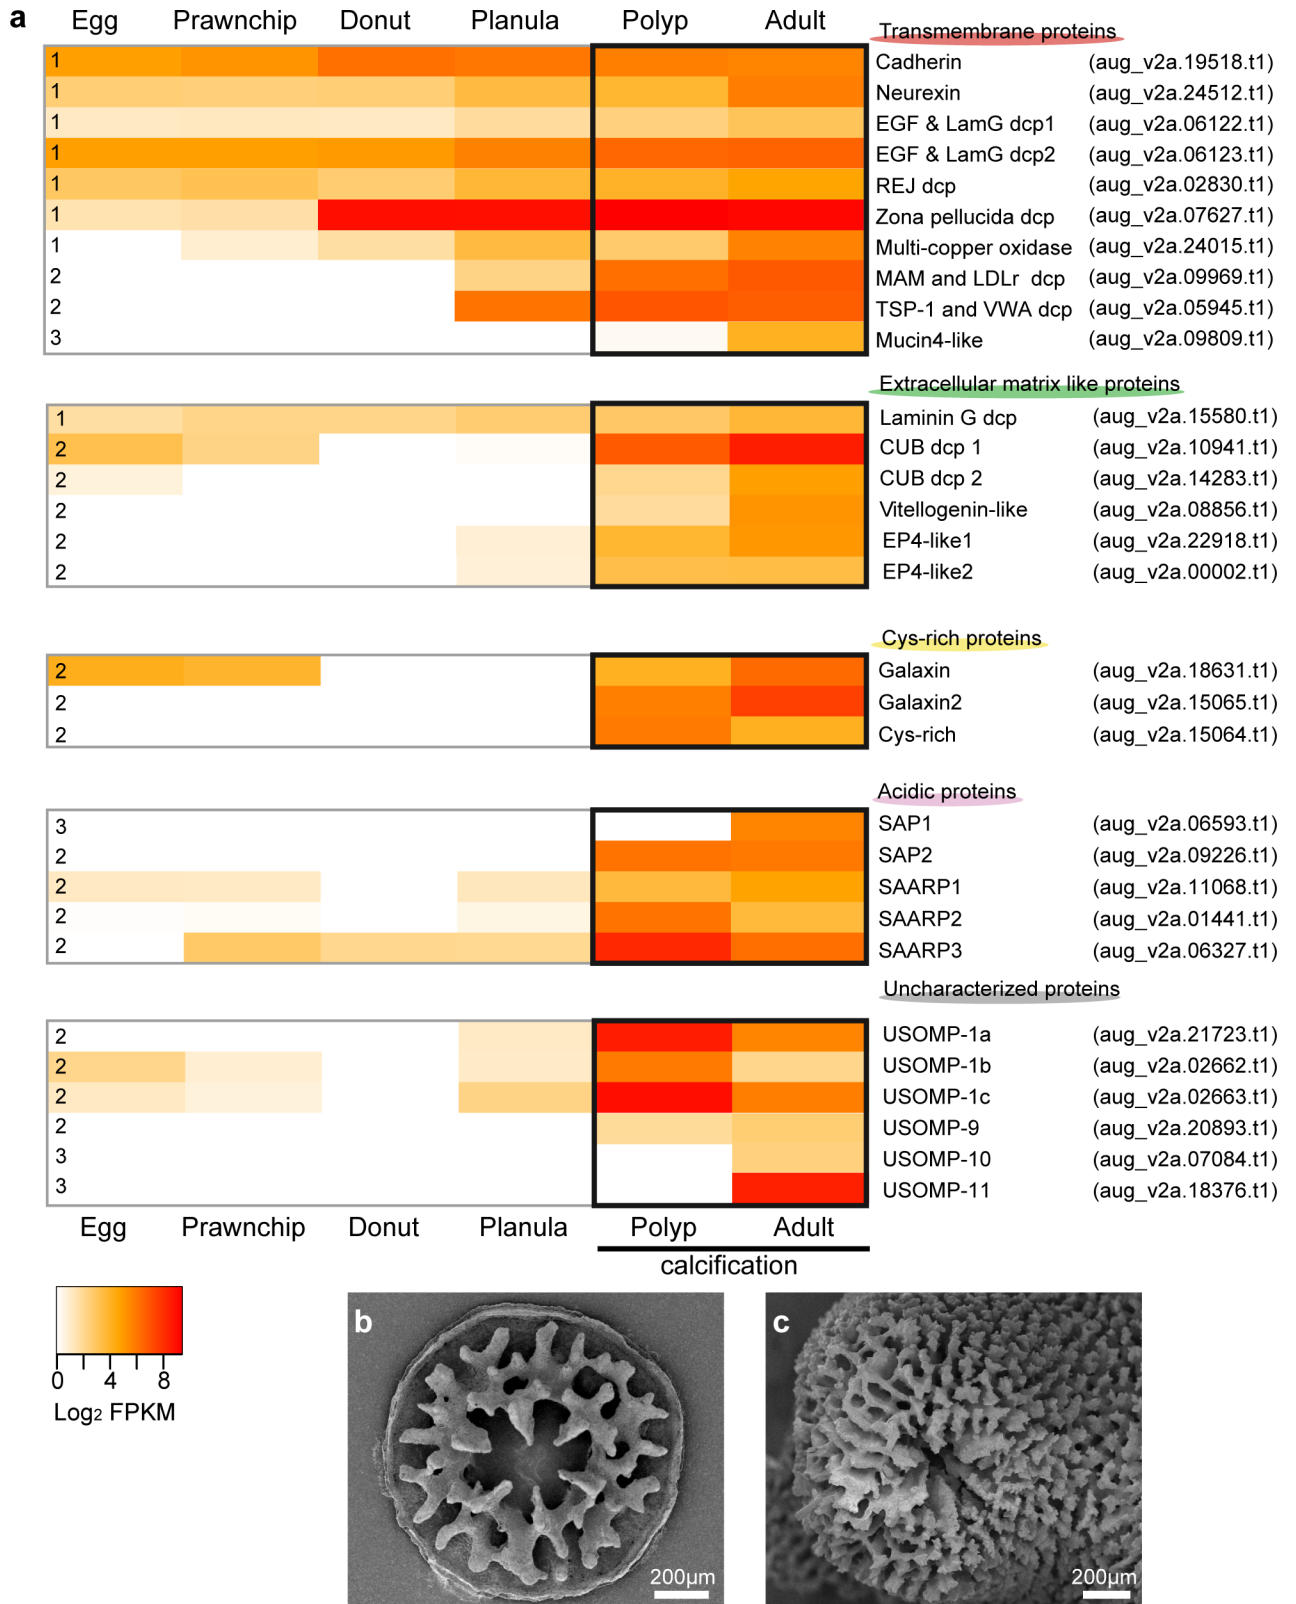 a
Egg Prawnchip Donut Planula Polyp Adult
Transmembrane proteins
1 Cadherin (aug_v2a.19518.t1)
1 Neurexin (aug_v2a.24512.t1)
1 EGF & LamG dcp1 (aug_v2a.06122.t1)
1 EGF & LamG dcp2 (aug_v2a.06123.t1)
1 REJ dcp (aug_v2a.02830.t1)
1 Zona pellucida dcp (aug_v2a.07627.t1)
1 Multi-copper oxidase (aug_v2a.24015.t1)
2 MAM and LDLr dcp (aug_v2a.09969.t1)
2 TSP-1 and VWA dcp (aug_v2a.05945.t1)
3 Mucin4-like (aug_v2a.09809.t1)
Extracellular matrix like proteins
1 Laminin G dcp (aug_v2a.15580.t1)
2 CUB dcp 1 (aug_v2a.10941.t1)
2 CUB dcp 2 (aug_v2a.14283.t1)
2 Vitellogenin-like (aug_v2a.08856.t1)
2 EP4-like1 (aug_v2a.22918.t1)
2 EP4-like2 (aug_v2a.00002.t1)
Cys-rich proteins
2 Galaxin (aug_v2a.18631.t1)
2 Galaxin2 (aug_v2a.15065.t1)
2 Cys-rich (aug_v2a.15064.t1)
Acidic proteins
3 SAP1 (aug_v2a.06593.t1)
2 SAP2 (aug_v2a.09226.t1)
2 SAARP1 (aug_v2a.11068.t1)
2 SAARP2 (aug_v2a.01441.t1)
2 SAARP3 (aug_v2a.06327.t1)
Uncharacterized proteins
2 USOMP-1a (aug_v2a.21723.t1)
2 USOMP-1b (aug_v2a.02662.t1)
2 USOMP-1c (aug_v2a.02663.t1)
2 USOMP-9 (aug_v2a.20893.t1)
3 USOMP-10 (aug_v2a.07084.t1)
3 USOMP-11 (aug_v2a.18376.t1)
Egg Prawnchip Donut Planula Polyp Adult
calcification
0 4 8
Log2 FPKM
b
200µm
c
200µm